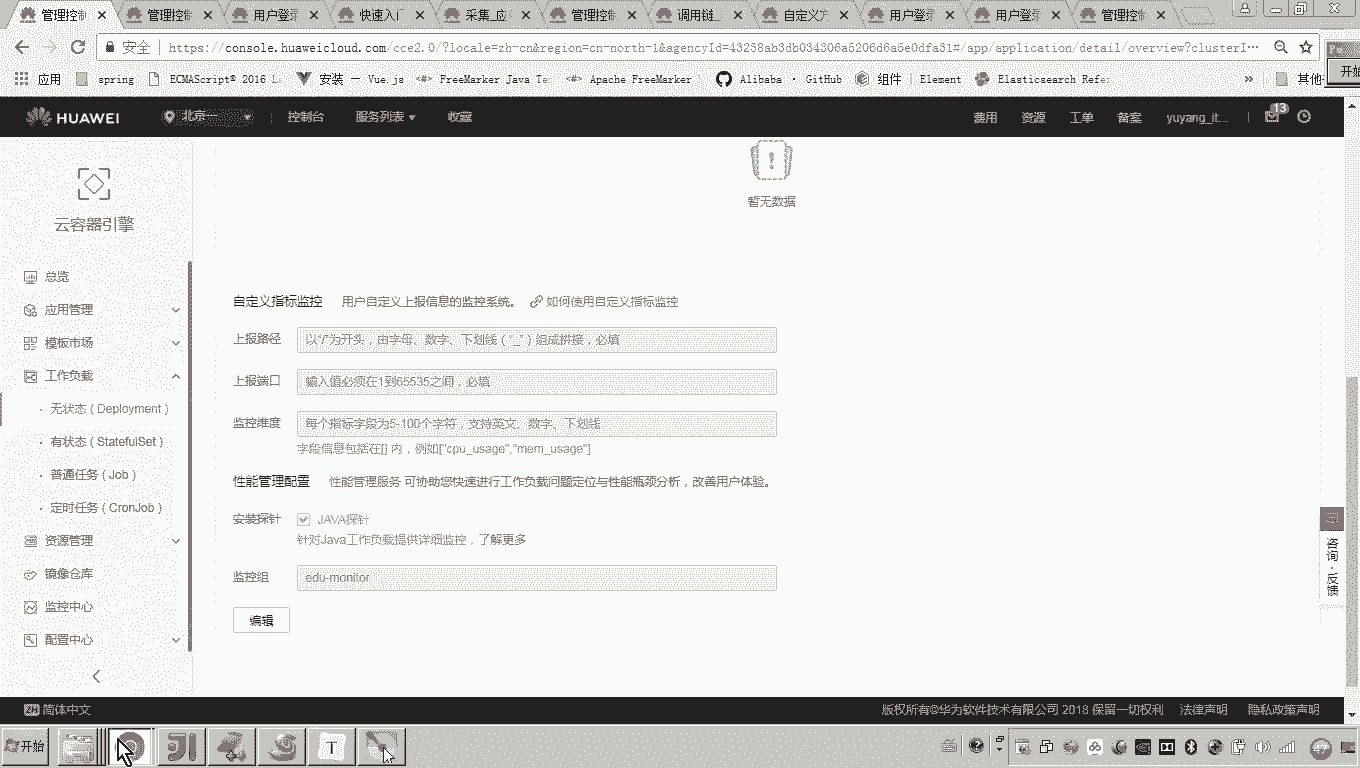 管理控制 管理控制 用户登录 快速入门 采集_应 管理控制 调用链_ 自定义方 用户登录 用户登录 管理控制
安全 https://console.huaweicloud.com/cce2.0/?locale=zh-cn&region=cn-north-1&agencyId=43238ab3db034306a5206d6a5e0dfa31#/app/application/detail/overview?clusterI...
应用 spring ECMAScript® 2016 La 安装 — Vue.js FreeMarker Java Te Apache FreeMarker Alibaba · GitHub 组件 | Element Elasticsearch Refe » 其他 开始
HUAWEI 北京一 控制台 服务列表 收藏 费用 资源 工单 备案 yuyang_it... 13
暂无数据
云容器引擎
总览
自定义指标监控 用户自定义上报信息的监控系统。 如何使用自定义指标监控
应用管理
上报路径 以“/”为开头，由字母、数字、下划线（“_”）组成拼接，必填
模板市场
工作负载
上报端口 输入值必须在1到65535之间，必填
· 无状态 ( Deployment )
监控维度 每个指标字段为5-100个字符，支持英文、数字、下划线
· 有状态 ( StatefulSet )
字段信息包括在[] 内，例如["cpu_usage","mem_usage"]
· 普通任务 ( Job )
性能管理配置 性能管理服务 可协助您快速进行工作负载问题定位与性能瓶颈分析，改善用户体验。
· 定时任务 ( CronJob )
安装探针 JAVA探针
资源管理
针对Java工作负载提供详细监控，了解更多
镜像仓库
监控组 edu-monitor
监控中心
编辑
配置中心
咨询·反馈
简体中文 版权所有©华为软件技术有限公司 2018 保留一切权利 法律声明 隐私政策声明
开始 47